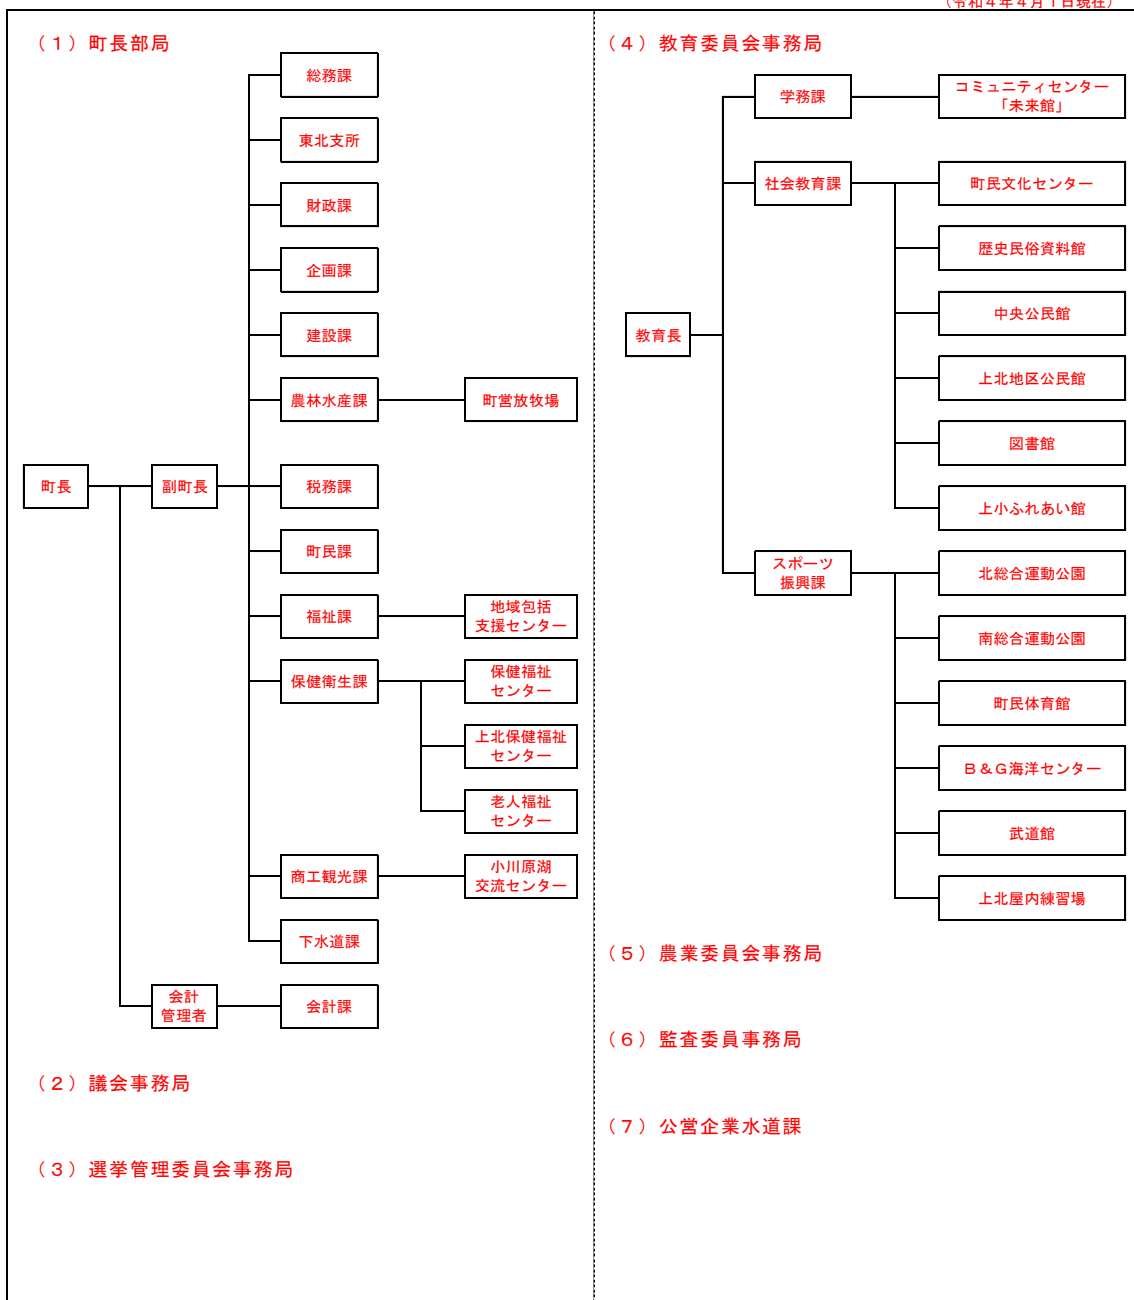 （令和４年４月１日現在）
（１）町長部局
総務課
東北支所
財政課
企画課
建設課
農林水産課
町営放牧場
町長
副町長
税務課
町民課
福祉課
地域包括
支援センター
保健衛生課
保健福祉
センター
上北保健福祉
センター
老人福祉
センター
商工観光課
小川原湖
交流センター
下水道課
会計
管理者
会計課
（２）議会事務局
（３）選挙管理委員会事務局
（４）教育委員会事務局
学務課
コミュニティセンター
「未来館」
社会教育課
町民文化センター
歴史民俗資料館
中央公民館
教育長
上北地区公民館
図書館
上小ふれあい館
スポーツ
振興課
北総合運動公園
南総合運動公園
町民体育館
Ｂ＆Ｇ海洋センター
武道館
上北屋内練習場
（５）農業委員会事務局
（６）監査委員事務局
（７）公営企業水道課